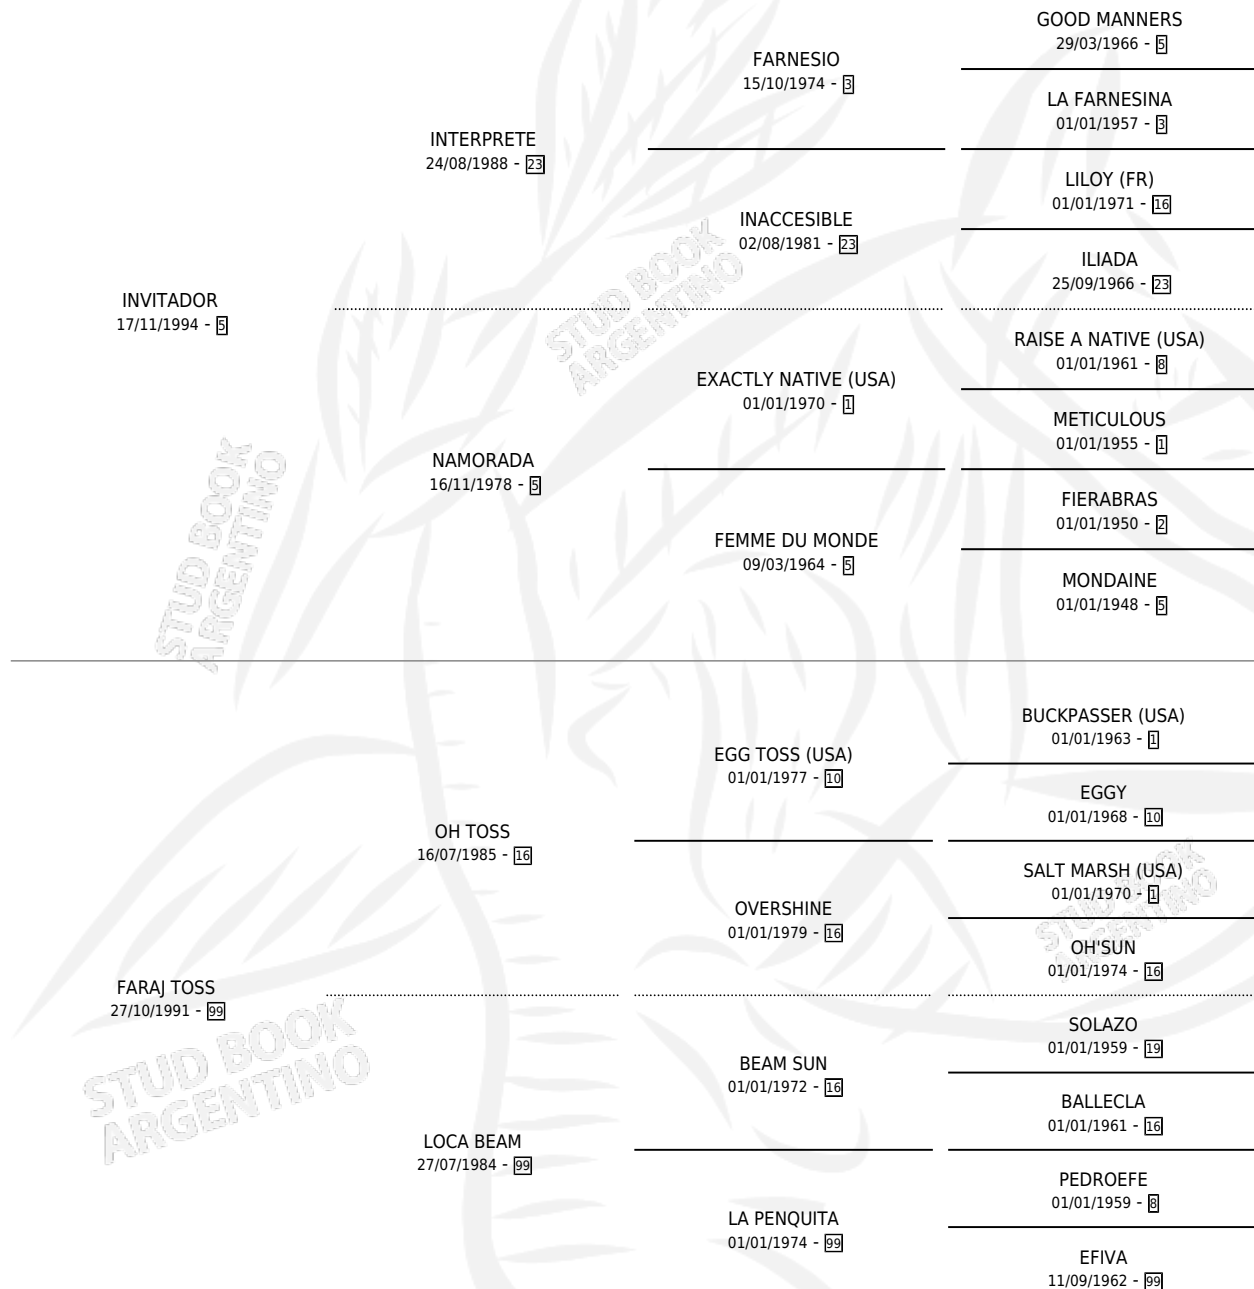 GOOD MANNERS
29/03/1966 - 5
FARNESIO
15/10/1974 - 3
LA FARNESINA
01/01/1957 - 3
INTERPRETE
24/08/1988 - 23
LILOY (FR)
01/01/1971 - 16
INACCESIBLE
02/08/1981 - 23
ILIADA
25/09/1966 - 23
INVITADOR
17/11/1994 - 5
RAISE A NATIVE (USA)
01/01/1961 - 8
EXACTLY NATIVE (USA)
01/01/1970 - 1
METICULOUS
01/01/1955 - 1
NAMORADA
16/11/1978 - 5
FIERABRAS
01/01/1950 - 2
FEMME DU MONDE
09/03/1964 - 5
MONDAINE
01/01/1948 - 5
BUCKPASSER (USA)
01/01/1963 - 1
EGG TOSS (USA)
01/01/1977 - 10
EGGY
01/01/1968 - 10
OH TOSS
16/07/1985 - 16
SALT MARSH (USA)
01/01/1970 - 1
OVERSHINE
01/01/1979 - 16
OH'SUN
01/01/1974 - 16
FARAJ TOSS
27/10/1991 - 99
SOLAZO
01/01/1959 - 19
BEAM SUN
01/01/1972 - 16
BALLECLA
01/01/1961 - 16
LOCA BEAM
27/07/1984 - 99
PEDROEFE
01/01/1959 - 8
LA PENQUITA
01/01/1974 - 99
EFIVA
11/09/1962 - 99
STUD BOOK
ARGENTINO
STUD BOOK
ARGENTINO
STUD BOOK
ARGENTINO
STUD BOOK
ARGENTINO